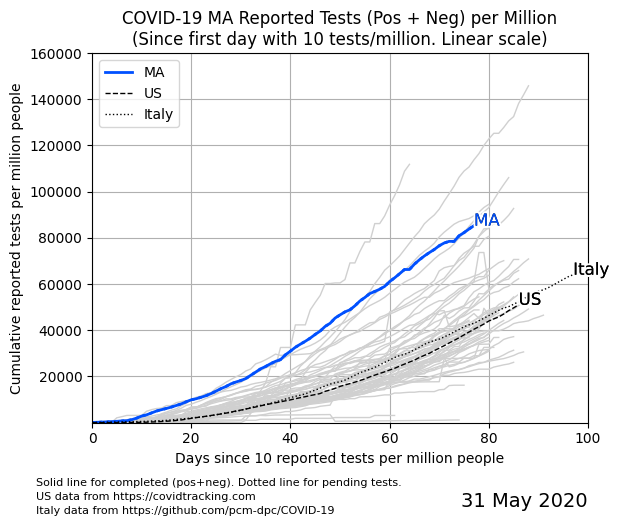 COVID-19 MA Reported Tests (Pos + Neg) per Million
(Since first day with 10 tests/million. Linear scale)
Cumulative reported tests per million people
160000
140000
120000
100000
80000
60000
40000
20000
MA
US
Italy
MA
Italy
US
0
20
40
60
80
100
Days since 10 reported tests per million people
Solid line for completed (pos+neg). Dotted line for pending tests.
US data from https://covidtracking.com
Italy data from https://github.com/pcm-dpc/COVID-19
31 May 2020